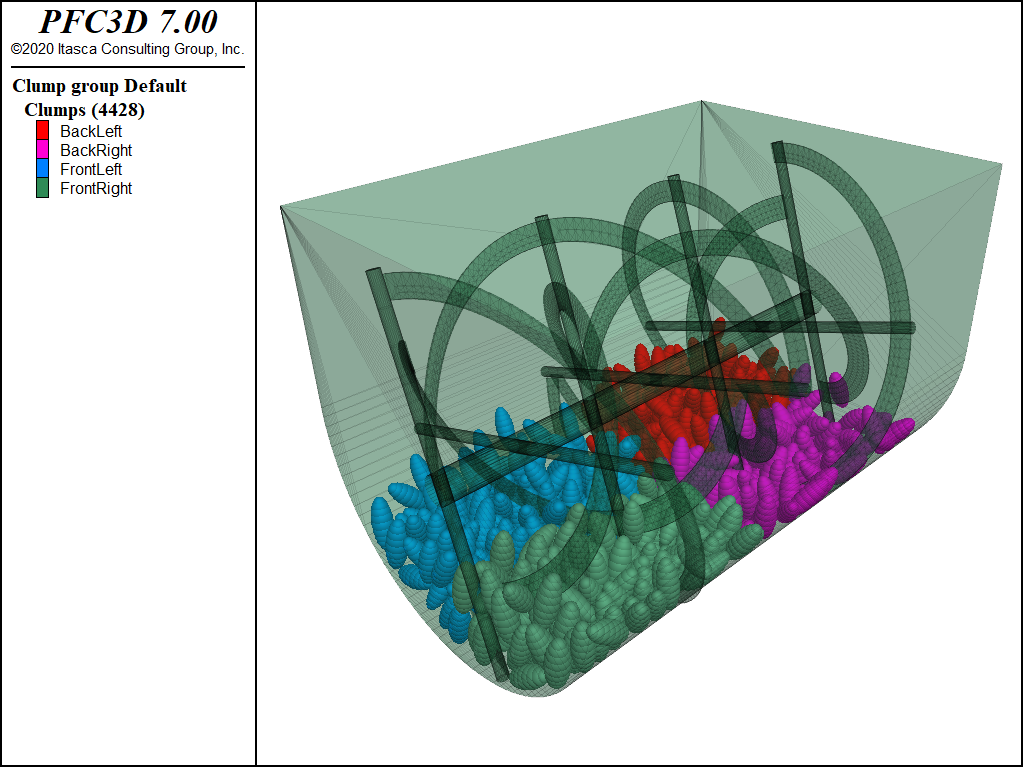 PFC3D 7.00
©2020 Itasca Consulting Group, Inc.
Clump group Default
Clumps (4428)
BackLeft
BackRight
FrontLeft
FrontRight